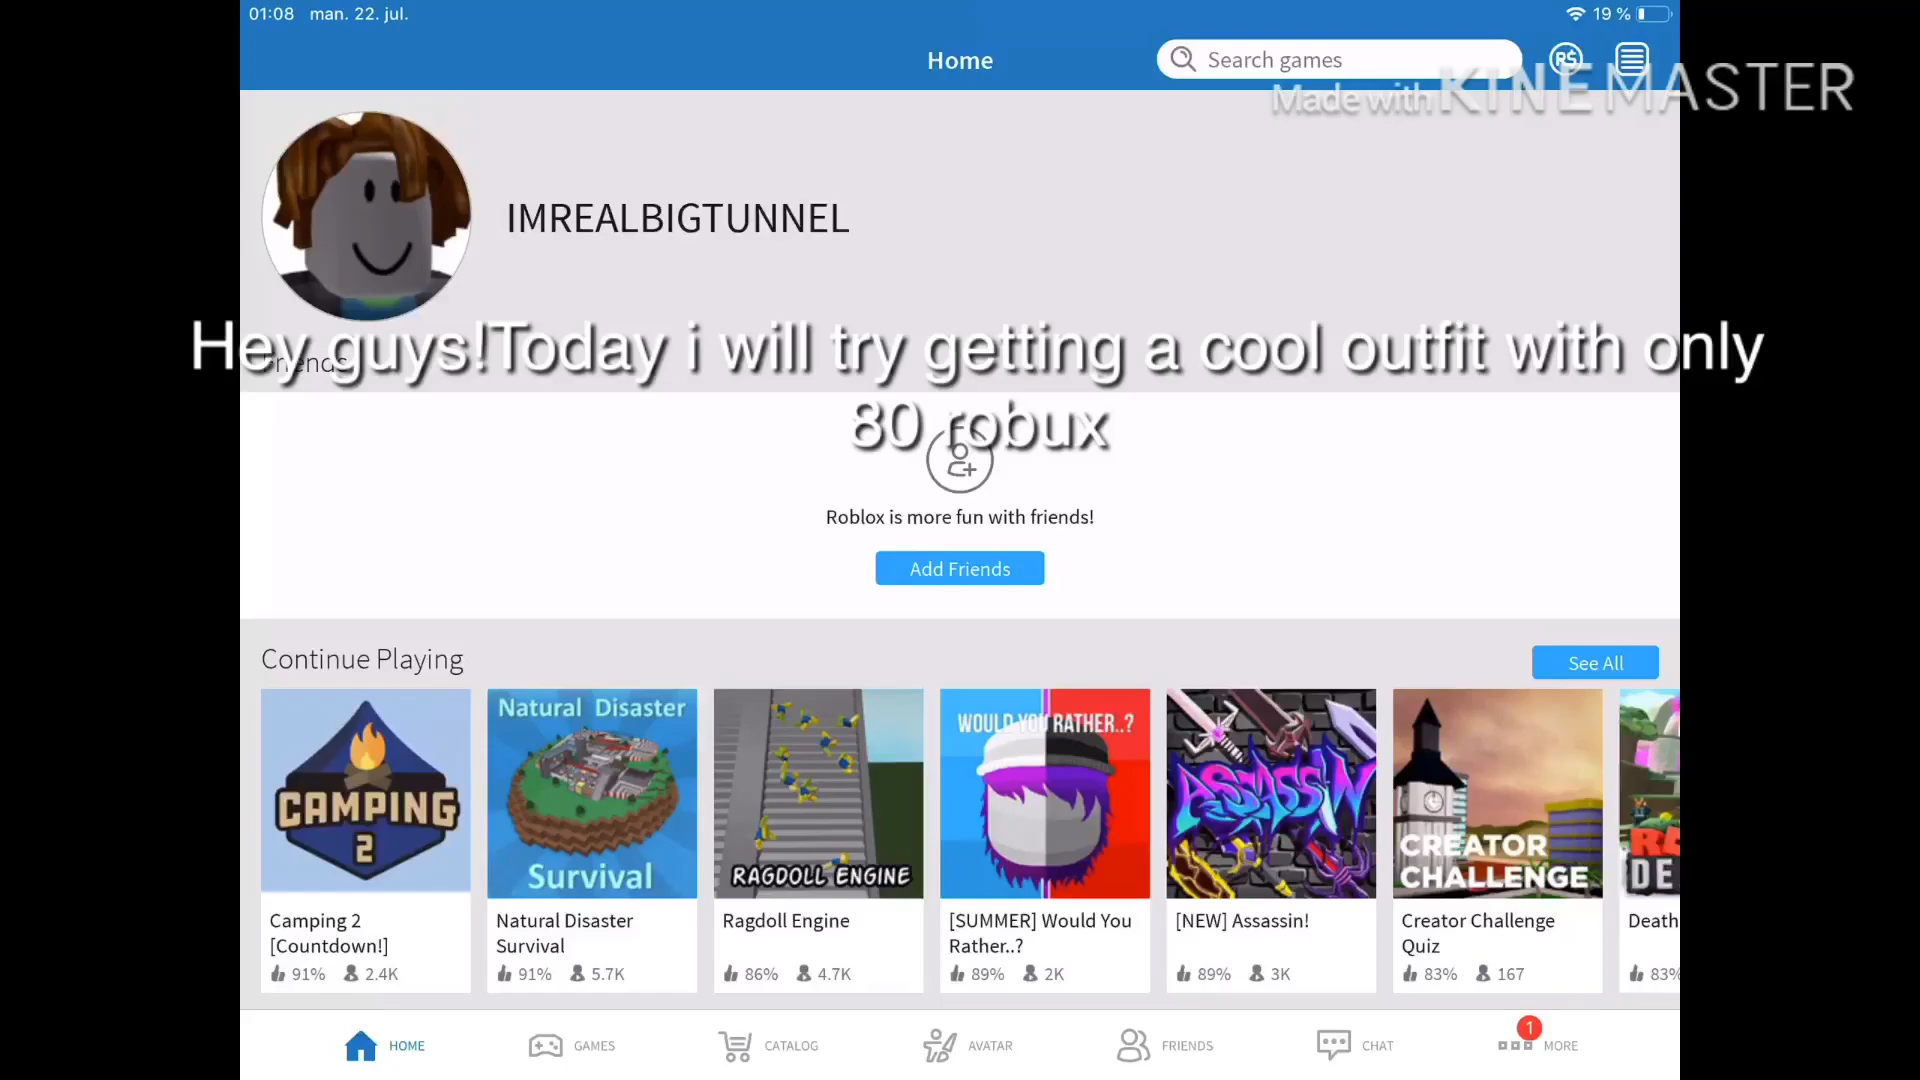 01:08 man. 22. jul.
19 %
Home
Search games
R$
Made with KINEMASTER
IMREALBIGTUNNEL
Friends
Hey guys!Today i will try getting a cool outfit with only
80 robux
Roblox is more fun with friends!
Add Friends
Continue Playing
See All
CAMPING
2
Natural Disaster
Survival
RAGDOLL ENGINE
WOULD YOU RATHER..?
ASSASSIN
CREATOR
CHALLENGE
DE
Camping 2
[Countdown!]
91% 2.4K
Natural Disaster
Survival
91% 5.7K
Ragdoll Engine
86% 4.7K
[SUMMER] Would You
Rather..?
89% 2K
[NEW] Assassin!
89% 3K
Creator Challenge
Quiz
83% 167
Death
83%
HOME
GAMES
CATALOG
AVATAR
FRIENDS
CHAT
1
MORE